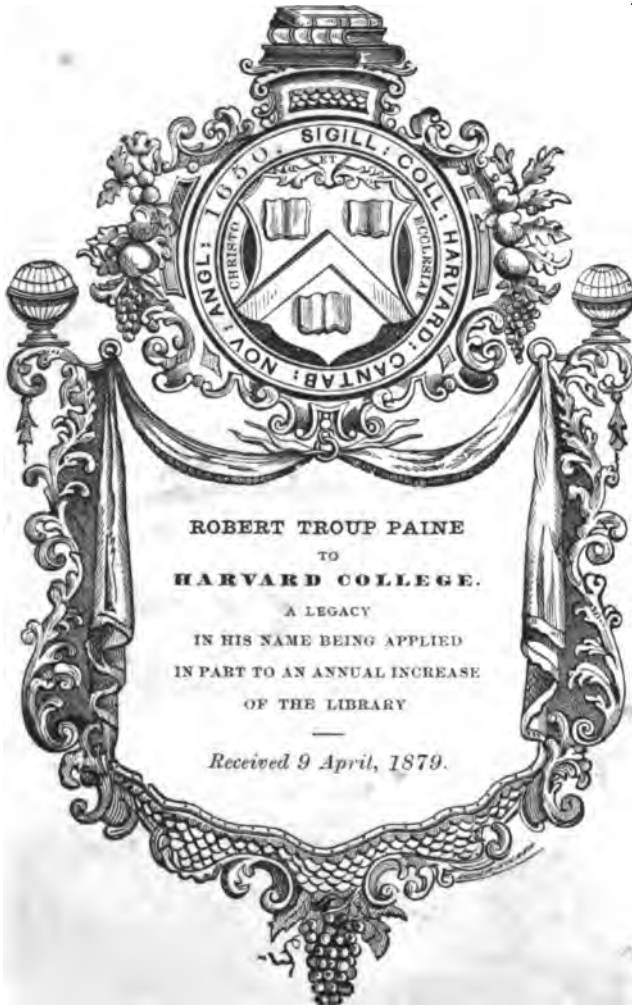 SIGILL: COLL: HARVARD: CANTAB: NOV: ANGL: 1650.
ET
CHRISTO
ECCLESIAE
ROBERT TROUP PAINE
TO
HARVARD COLLEGE.
A LEGACY
IN HIS NAME BEING APPLIED
IN PART TO AN ANNUAL INCREASE
OF THE LIBRARY
Received 9 April, 1879.